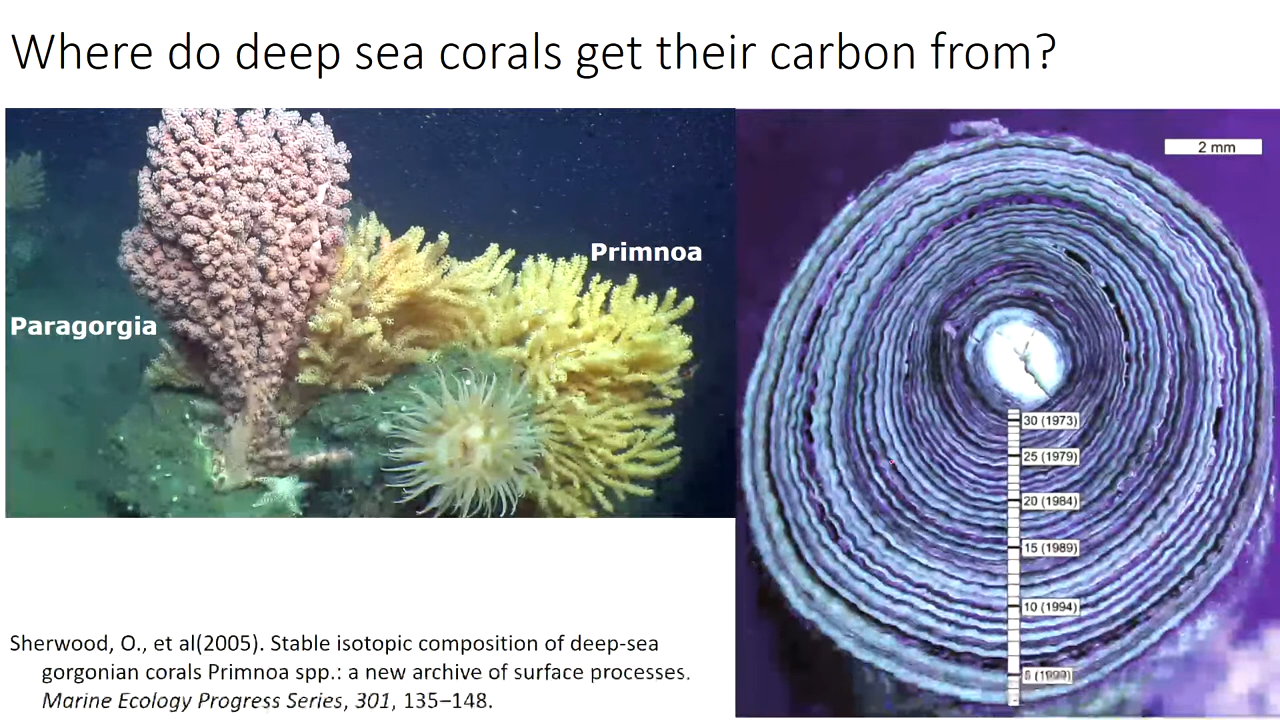 Where do deep sea corals get their carbon from?
Paragorgia
Primnoa
2 mm
30 (1973)
25 (1979)
20 (1984)
15 (1989)
10 (1994)
5 (1999)
Sherwood, O., et al(2005). Stable isotopic composition of deep-sea
gorgonian corals Primnoa spp.: a new archive of surface processes.
Marine Ecology Progress Series, 301, 135–148.